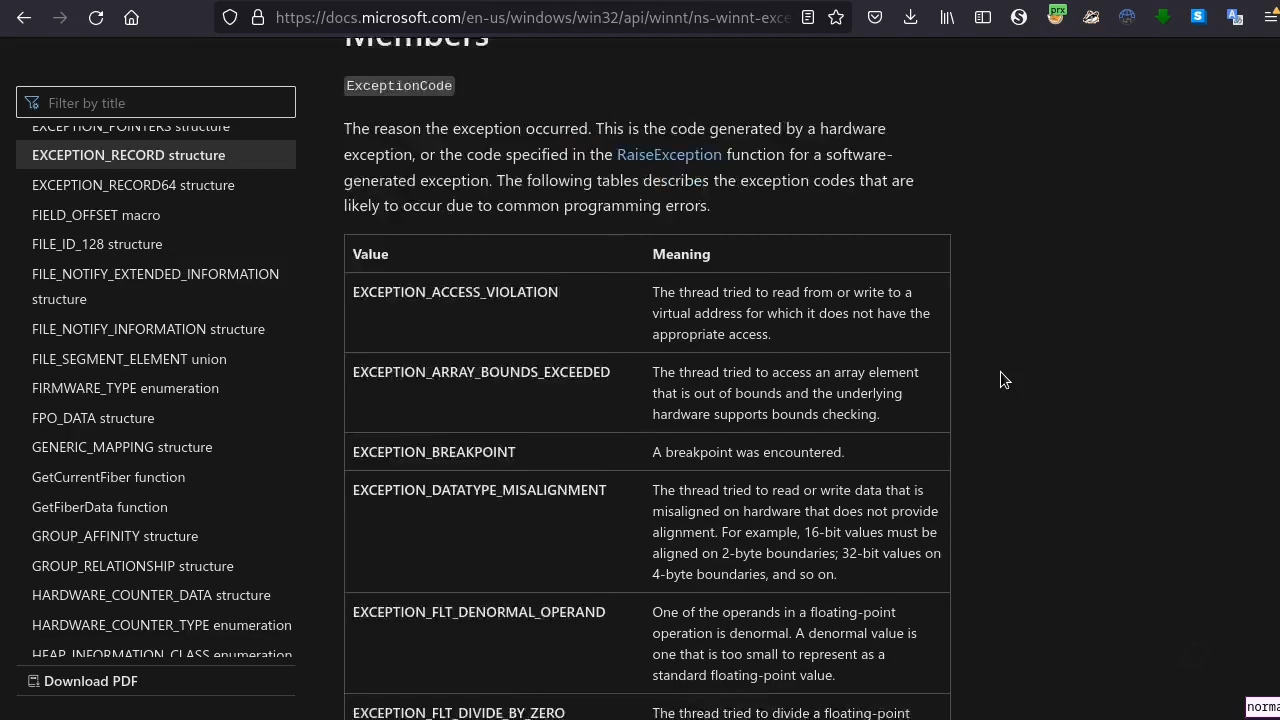 https://docs.microsoft.com/en-us/windows/win32/api/winnt/ns-winnt-exce
prx
Members
Filter by title
EXCEPTION_POINTERS structure
EXCEPTION_RECORD structure
EXCEPTION_RECORD64 structure
FIELD_OFFSET macro
FILE_ID_128 structure
FILE_NOTIFY_EXTENDED_INFORMATION
structure
FILE_NOTIFY_INFORMATION structure
FILE_SEGMENT_ELEMENT union
FIRMWARE_TYPE enumeration
FPO_DATA structure
GENERIC_MAPPING structure
GetCurrentFiber function
GetFiberData function
GROUP_AFFINITY structure
GROUP_RELATIONSHIP structure
HARDWARE_COUNTER_DATA structure
HARDWARE_COUNTER_TYPE enumeration
HEAP_INFORMATION_CLASS enumeration
Download PDF
ExceptionCode
The reason the exception occurred. This is the code generated by a hardware
exception, or the code specified in the RaiseException function for a software-
generated exception. The following tables describes the exception codes that are
likely to occur due to common programming errors.
Value Meaning
EXCEPTION_ACCESS_VIOLATION The thread tried to read from or write to a
virtual address for which it does not have the
appropriate access.
EXCEPTION_ARRAY_BOUNDS_EXCEEDED The thread tried to access an array element
that is out of bounds and the underlying
hardware supports bounds checking.
EXCEPTION_BREAKPOINT A breakpoint was encountered.
EXCEPTION_DATATYPE_MISALIGNMENT The thread tried to read or write data that is
misaligned on hardware that does not provide
alignment. For example, 16-bit values must be
aligned on 2-byte boundaries; 32-bit values on
4-byte boundaries, and so on.
EXCEPTION_FLT_DENORMAL_OPERAND One of the operands in a floating-point
operation is denormal. A denormal value is
one that is too small to represent as a
standard floating-point value.
EXCEPTION_FLT_DIVIDE_BY_ZERO The thread tried to divide a floating-point
norma